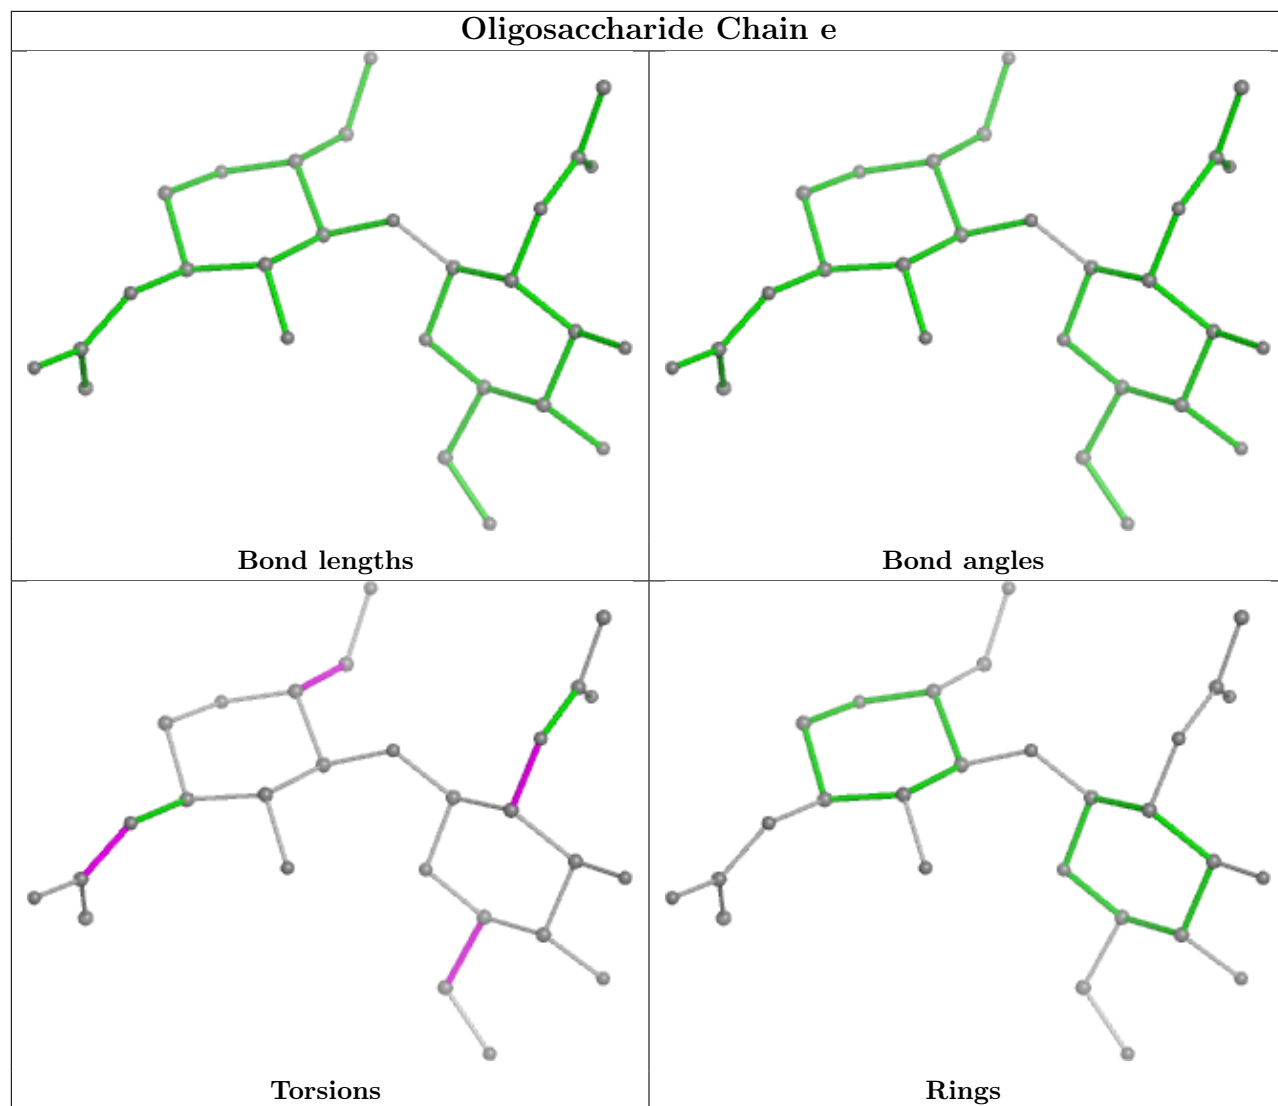 Oligosaccharide Chain e
Bond lengths
Bond angles
Torsions
Rings